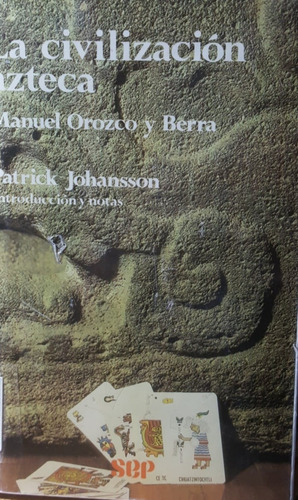 La civilización
azteca
Manuel Orozco y Berra
Patrick Johansson
introducción y notas
sep